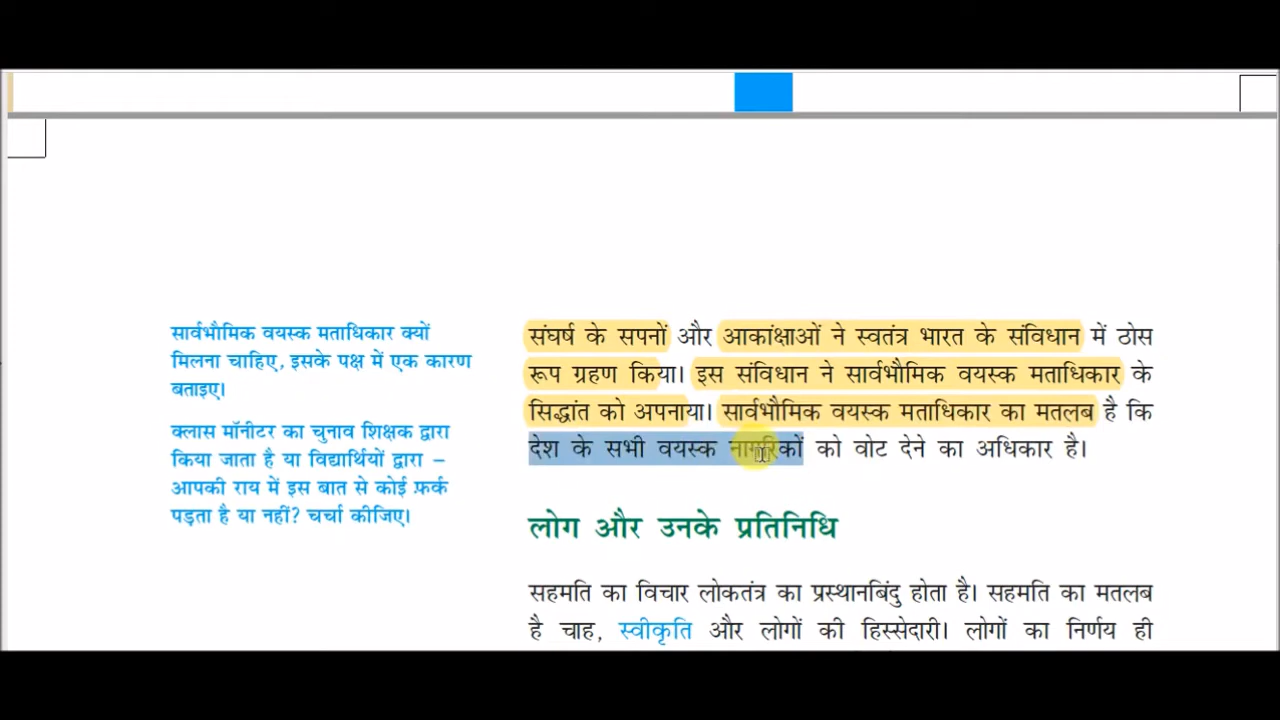 सार्वभौमिक वयस्क मताधिकार क्यों
मिलना चाहिए, इसके पक्ष में एक कारण
बताइए।
क्लास मॉनीटर का चुनाव शिक्षक द्वारा
किया जाता है या विद्यार्थियों द्वारा –
आपकी राय में इस बात से कोई फ़र्क
पड़ता है या नहीं? चर्चा कीजिए।
संघर्ष के सपनों और आकांक्षाओं ने स्वतंत्र भारत के संविधान में ठोस
रूप ग्रहण किया। इस संविधान ने सार्वभौमिक वयस्क मताधिकार के
सिद्धांत को अपनाया। सार्वभौमिक वयस्क मताधिकार का मतलब है कि
देश के सभी वयस्क नागरिकों को वोट देने का अधिकार है।
लोग और उनके प्रतिनिधि
सहमति का विचार लोकतंत्र का प्रस्थानबिंदु होता है। सहमति का मतलब
है चाह, स्वीकृति और लोगों की हिस्सेदारी। लोगों का निर्णय ही